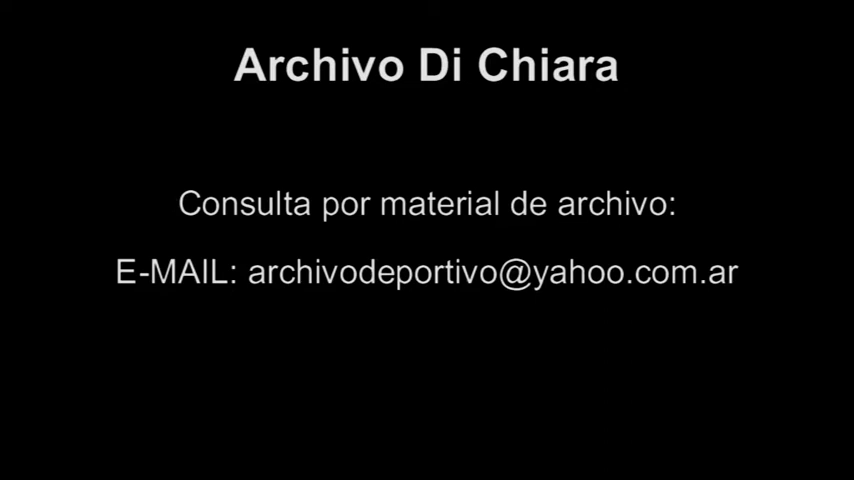 Archivo Di Chiara
Consulta por material de archivo:
E-MAIL: archivodeportivo@yahoo.com.ar